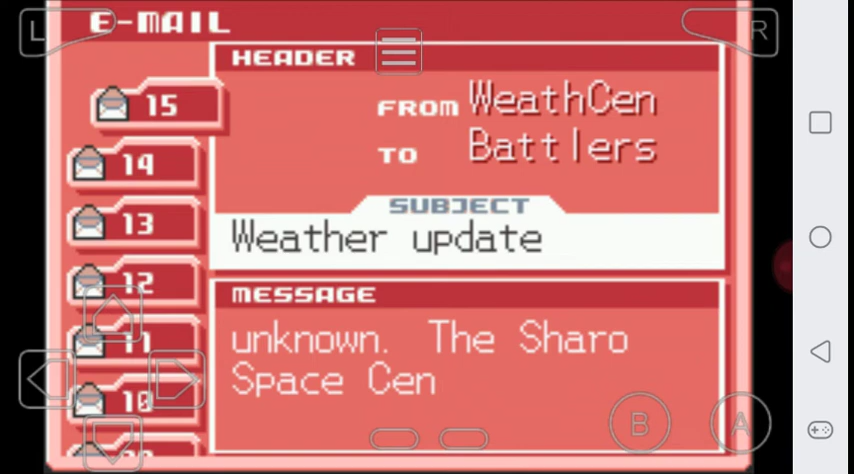 L
E-MAIL
R
HEADER
15
FROM WeathCen
14
TO Battlers
SUBJECT
13
Weather update
12
MESSAGE
11
unknown. The Sharo
Space Cen
10
B
A